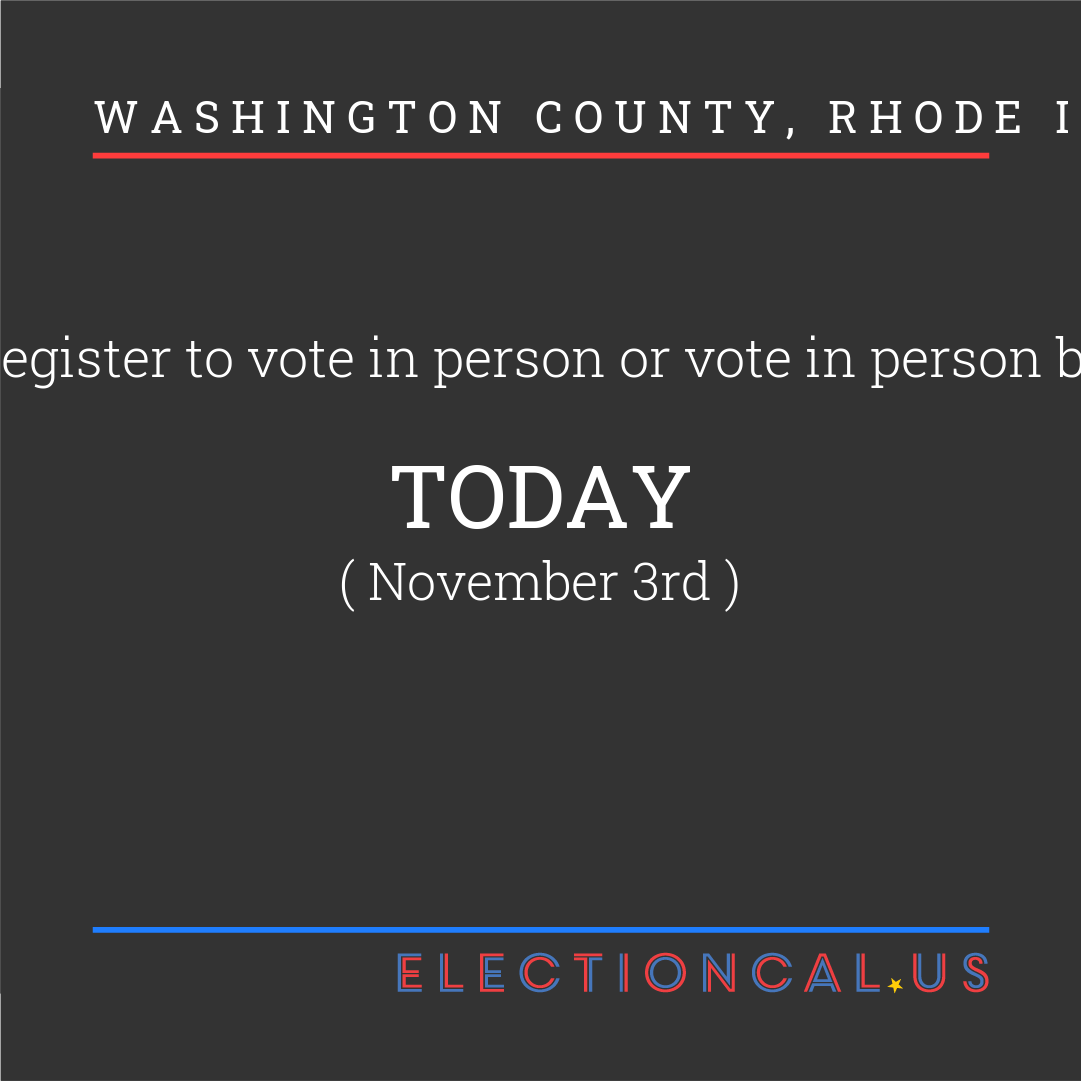 WASHINGTON COUNTY, RHODE I
egister to vote in person or vote in person b
TODAY
( November 3rd )
ELECTIONCAL.US